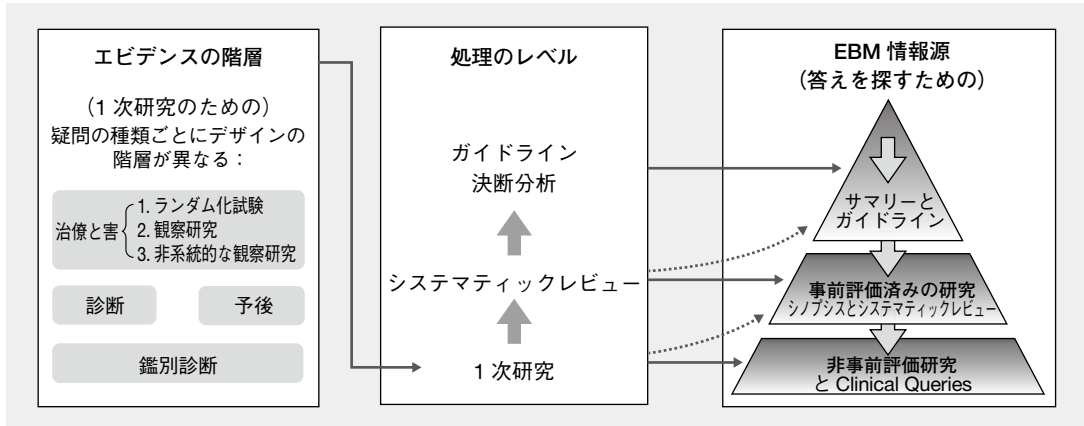 エビデンスの階層
（1 次研究のための）
疑問の種類ごとにデザインの
階層が異なる：
治療と害
1. ランダム化試験
2. 観察研究
3. 非系統的な観察研究
診断
予後
鑑別診断
処理のレベル
ガイドライン
決断分析
システマティックレビュー
1 次研究
EBM 情報源
（答えを探すための）
サマリーと
ガイドライン
事前評価済みの研究
シノプシスとシステマティックレビュー
非事前評価研究
と Clinical Queries